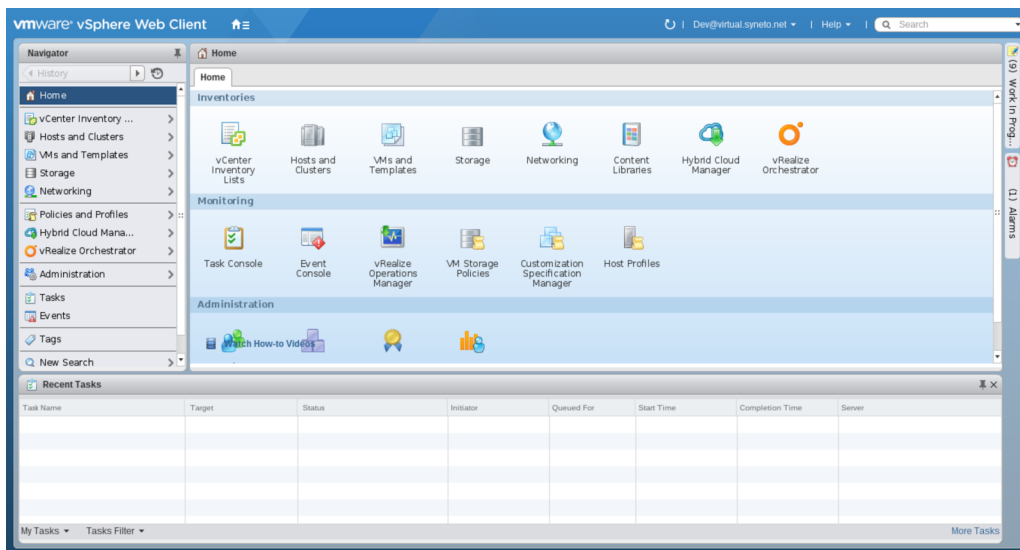 vmware® vSphere Web Client
Dev@virtual.syneto.net
Help
Search
Navigator
History
Home
vCenter Inventory ...
Hosts and Clusters
VMs and Templates
Storage
Networking
Policies and Profiles
Hybrid Cloud Mana...
vRealize Orchestrator
Administration
Tasks
Events
Tags
New Search
Home
Home
Inventories
vCenter
Inventory
Lists
Hosts and
Clusters
VMs and
Templates
Storage
Networking
Content
Libraries
Hybrid Cloud
Manager
vRealize
Orchestrator
Monitoring
Task Console
Event
Console
vRealize
Operations
Manager
VM Storage
Policies
Customization
Specification
Manager
Host Profiles
Administration
Watch How-to Videos
(9) Work In Prog...
(1) Alarms
Recent Tasks
Task Name Target Status Initiator Queued For Start Time Completion Time Server
My Tasks Tasks Filter More Tasks